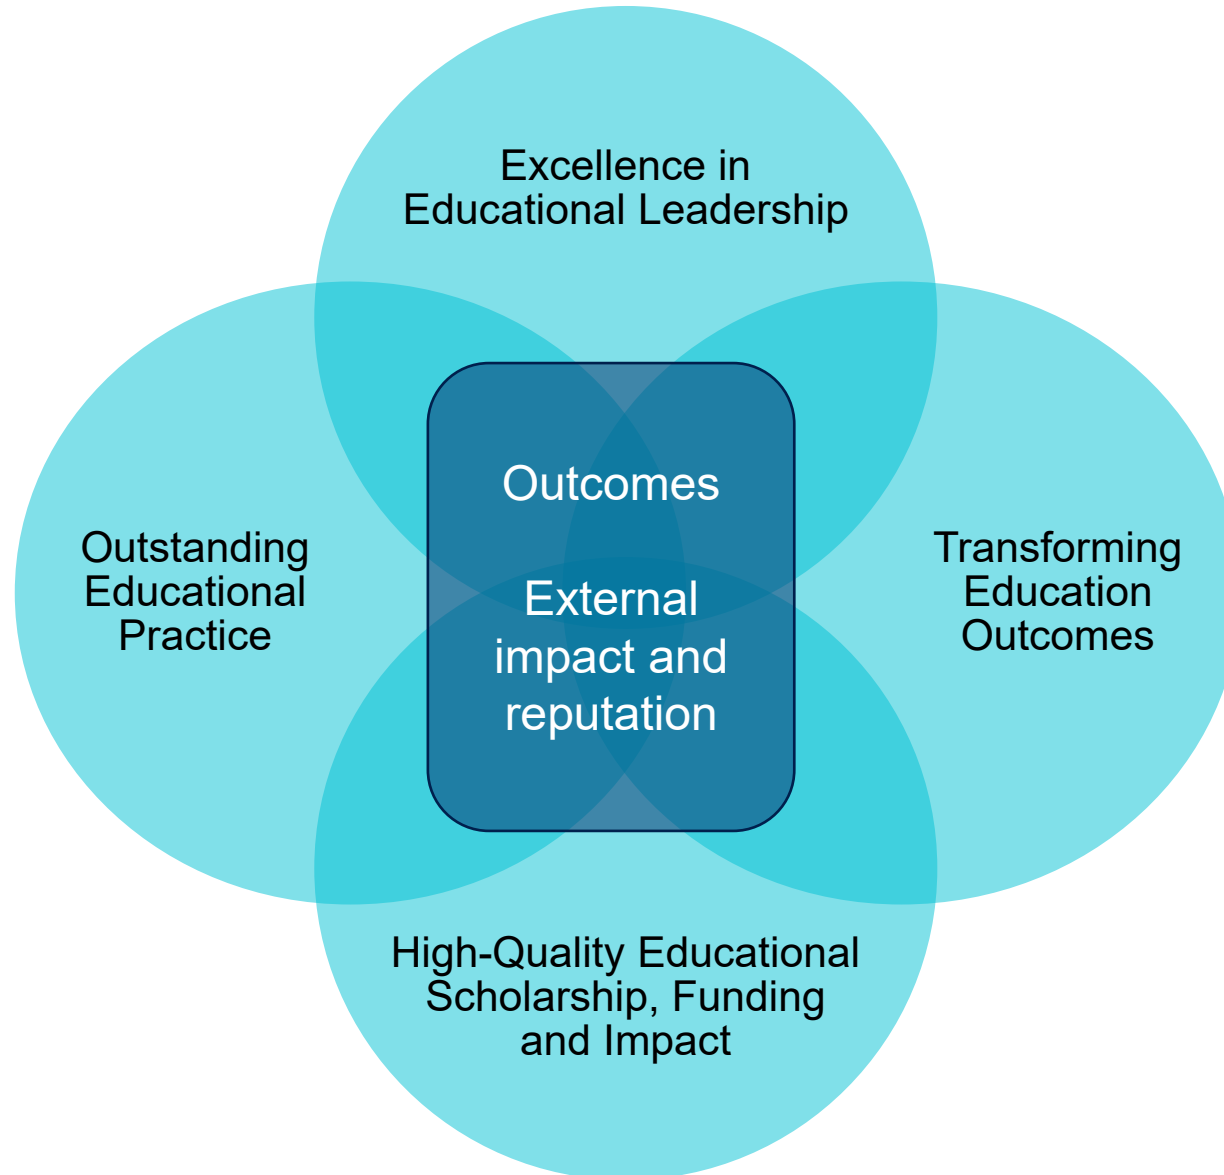 Excellence in
Educational Leadership
Outstanding
Educational
Practice
Outcomes
External
impact and
reputation
Transforming
Education
Outcomes
High-Quality Educational
Scholarship, Funding
and Impact